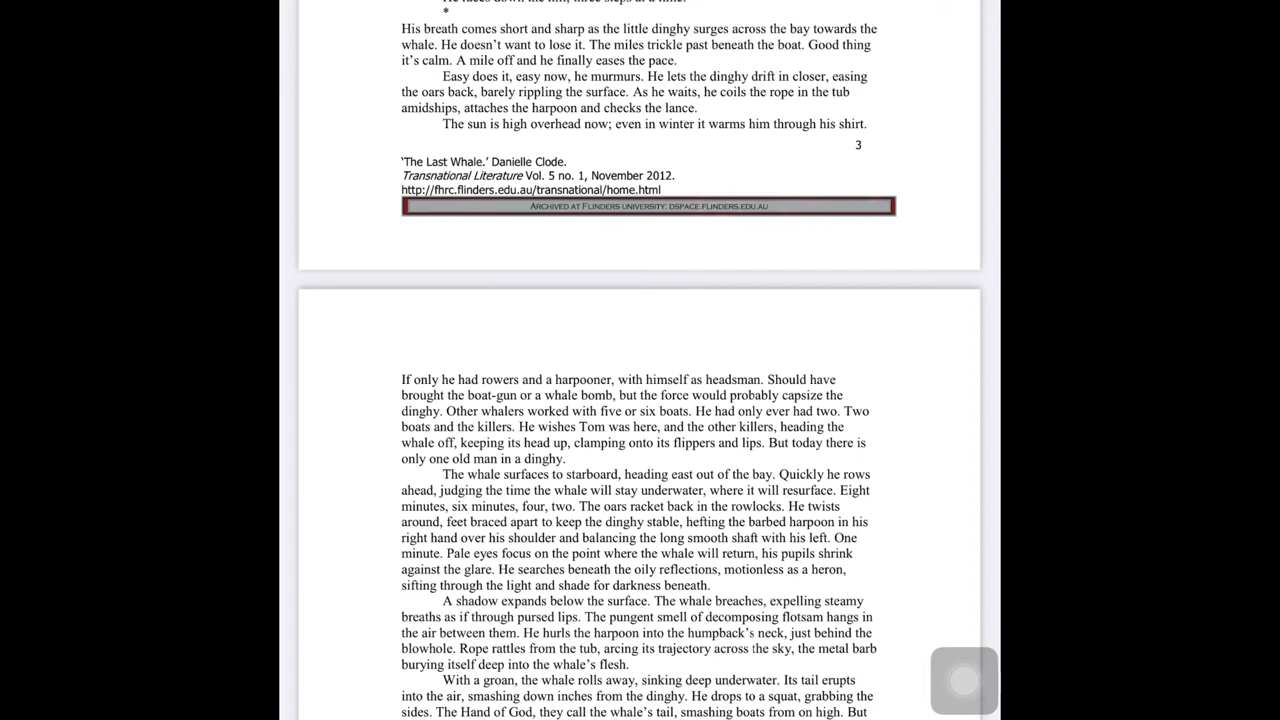 He faces down the hill, three steps at a time.
*
His breath comes short and sharp as the little dinghy surges across the bay towards the
whale. He doesn’t want to lose it. The miles trickle past beneath the boat. Good thing
it’s calm. A mile off and he finally eases the pace.
Easy does it, easy now, he murmurs. He lets the dinghy drift in closer, easing
the oars back, barely rippling the surface. As he waits, he coils the rope in the tub
amidships, attaches the harpoon and checks the lance.
The sun is high overhead now; even in winter it warms him through his shirt.
3
‘The Last Whale.’ Danielle Clode.
Transnational Literature Vol. 5 no. 1, November 2012.
http://fhrc.flinders.edu.au/transnational/home.html
ARCHIVED AT FLINDERS UNIVERSITY: DSPACE.FLINDERS.EDU.AU
If only he had rowers and a harpooner, with himself as headsman. Should have
brought the boat-gun or a whale bomb, but the force would probably capsize the
dinghy. Other whalers worked with five or six boats. He had only ever had two. Two
boats and the killers. He wishes Tom was here, and the other killers, heading the
whale off, keeping its head up, clamping onto its flippers and lips. But today there is
only one old man in a dinghy.
The whale surfaces to starboard, heading east out of the bay. Quickly he rows
ahead, judging the time the whale will stay underwater, where it will resurface. Eight
minutes, six minutes, four, two. The oars racket back in the rowlocks. He twists
around, feet braced apart to keep the dinghy stable, hefting the barbed harpoon in his
right hand over his shoulder and balancing the long smooth shaft with his left. One
minute. Pale eyes focus on the point where the whale will return, his pupils shrink
against the glare. He searches beneath the oily reflections, motionless as a heron,
sifting through the light and shade for darkness beneath.
A shadow expands below the surface. The whale breaches, expelling steamy
breaths as if through pursed lips. The pungent smell of decomposing flotsam hangs in
the air between them. He hurls the harpoon into the humpback’s neck, just behind the
blowhole. Rope rattles from the tub, arcing its trajectory across the sky, the metal barb
burying itself deep into the whale’s flesh.
With a groan, the whale rolls away, sinking deep underwater. Its tail erupts
into the air, smashing down inches from the dinghy. He drops to a squat, grabbing the
sides. The Hand of God, they call the whale’s tail, smashing boats from on high. But